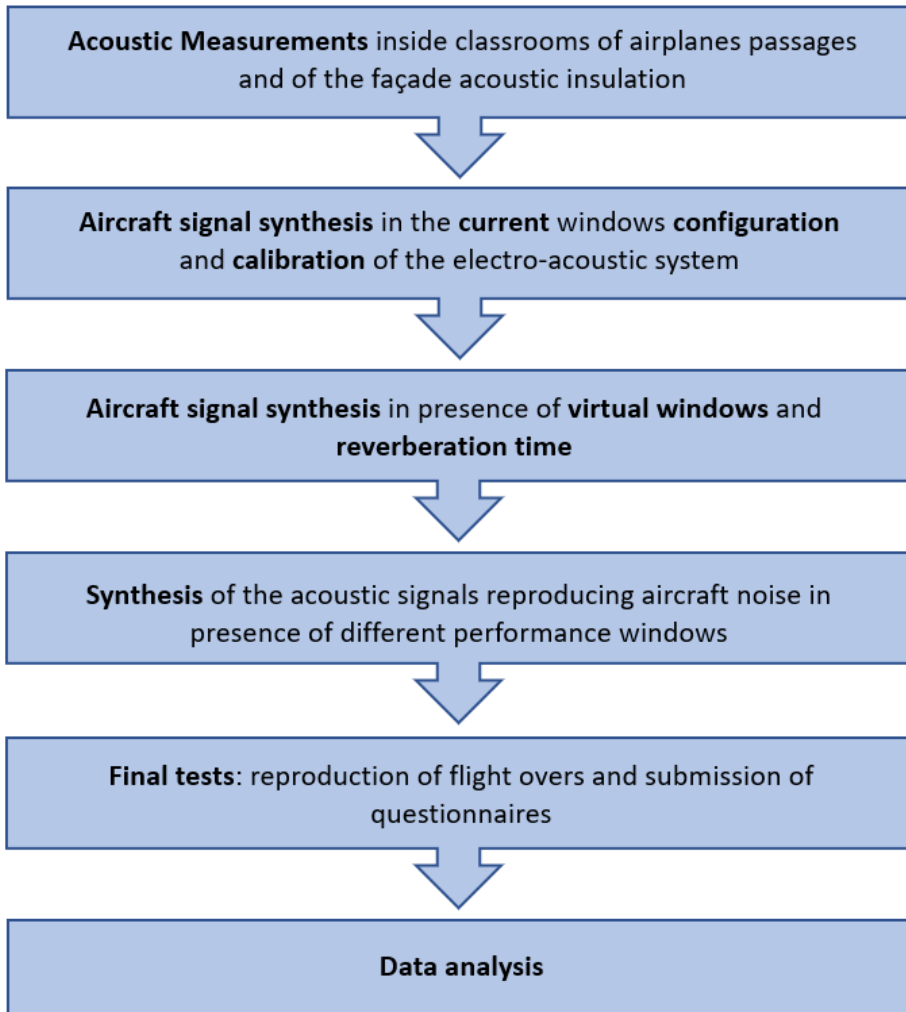 Acoustic Measurements inside classrooms of airplanes passages
and of the façade acoustic insulation
Aircraft signal synthesis in the current windows configuration
and calibration of the electro-acoustic system
Aircraft signal synthesis in presence of virtual windows and
reverberation time
Synthesis of the acoustic signals reproducing aircraft noise in
presence of different performance windows
Final tests: reproduction of flight overs and submission of
questionnaires
Data analysis